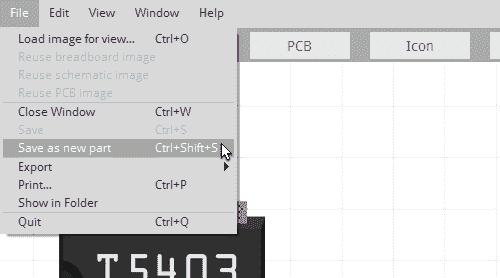 File Edit View Window Help
PCB Icon
Load image for view... Ctrl+O
Reuse breadboard image
Reuse schematic image
Reuse PCB image
Close Window Ctrl+W
Save Ctrl+S
Save as new part Ctrl+Shift+S
Export
Print... Ctrl+P
Show in Folder
Quit Ctrl+Q
T5403